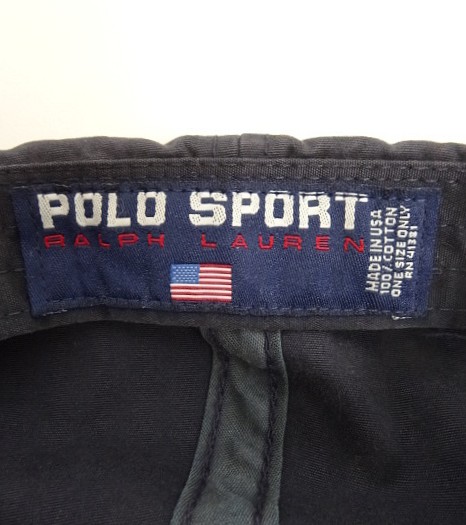 POLO SPORT
RALPH LAUREN
MADE IN USA
100% COTTON
ONE SIZE ONLY
RN 41381